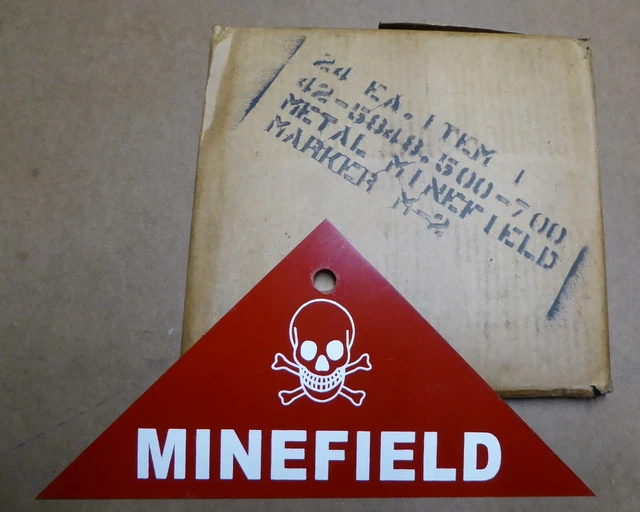 24 EA. ITEM 1
42-5848.500-700
METAL MINEFIELD
MARKER M-2
MINEFIELD